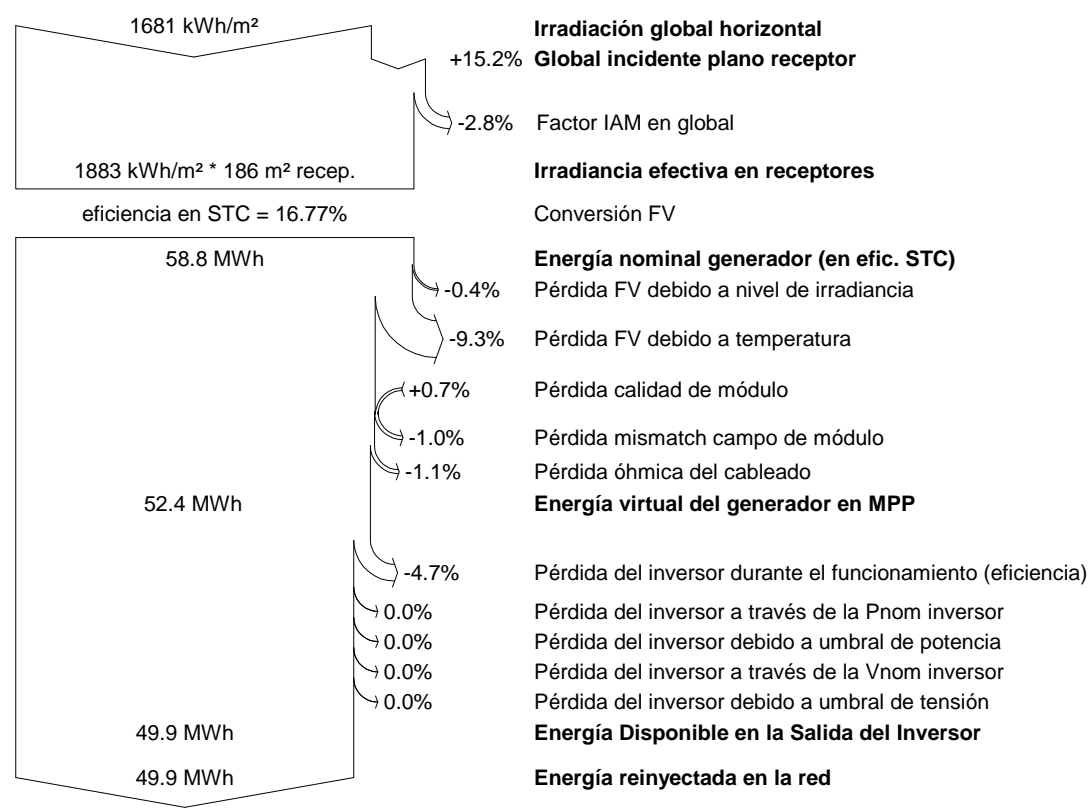 1681 kWh/m² Irradiación global horizontal
+15.2% Global incidente plano receptor
-2.8% Factor IAM en global
1883 kWh/m² * 186 m² recep. Irradiancia efectiva en receptores
eficiencia en STC = 16.77% Conversión FV
58.8 MWh Energía nominal generador (en efic. STC)
-0.4% Pérdida FV debido a nivel de irradiancia
-9.3% Pérdida FV debido a temperatura
+0.7% Pérdida calidad de módulo
-1.0% Pérdida mismatch campo de módulo
-1.1% Pérdida óhmica del cableado
52.4 MWh Energía virtual del generador en MPP
-4.7% Pérdida del inversor durante el funcionamiento (eficiencia)
0.0% Pérdida del inversor a través de la Pnom inversor
0.0% Pérdida del inversor debido a umbral de potencia
0.0% Pérdida del inversor a través de la Vnom inversor
0.0% Pérdida del inversor debido a umbral de tensión
49.9 MWh Energía Disponible en la Salida del Inversor
49.9 MWh Energía reinyectada en la red